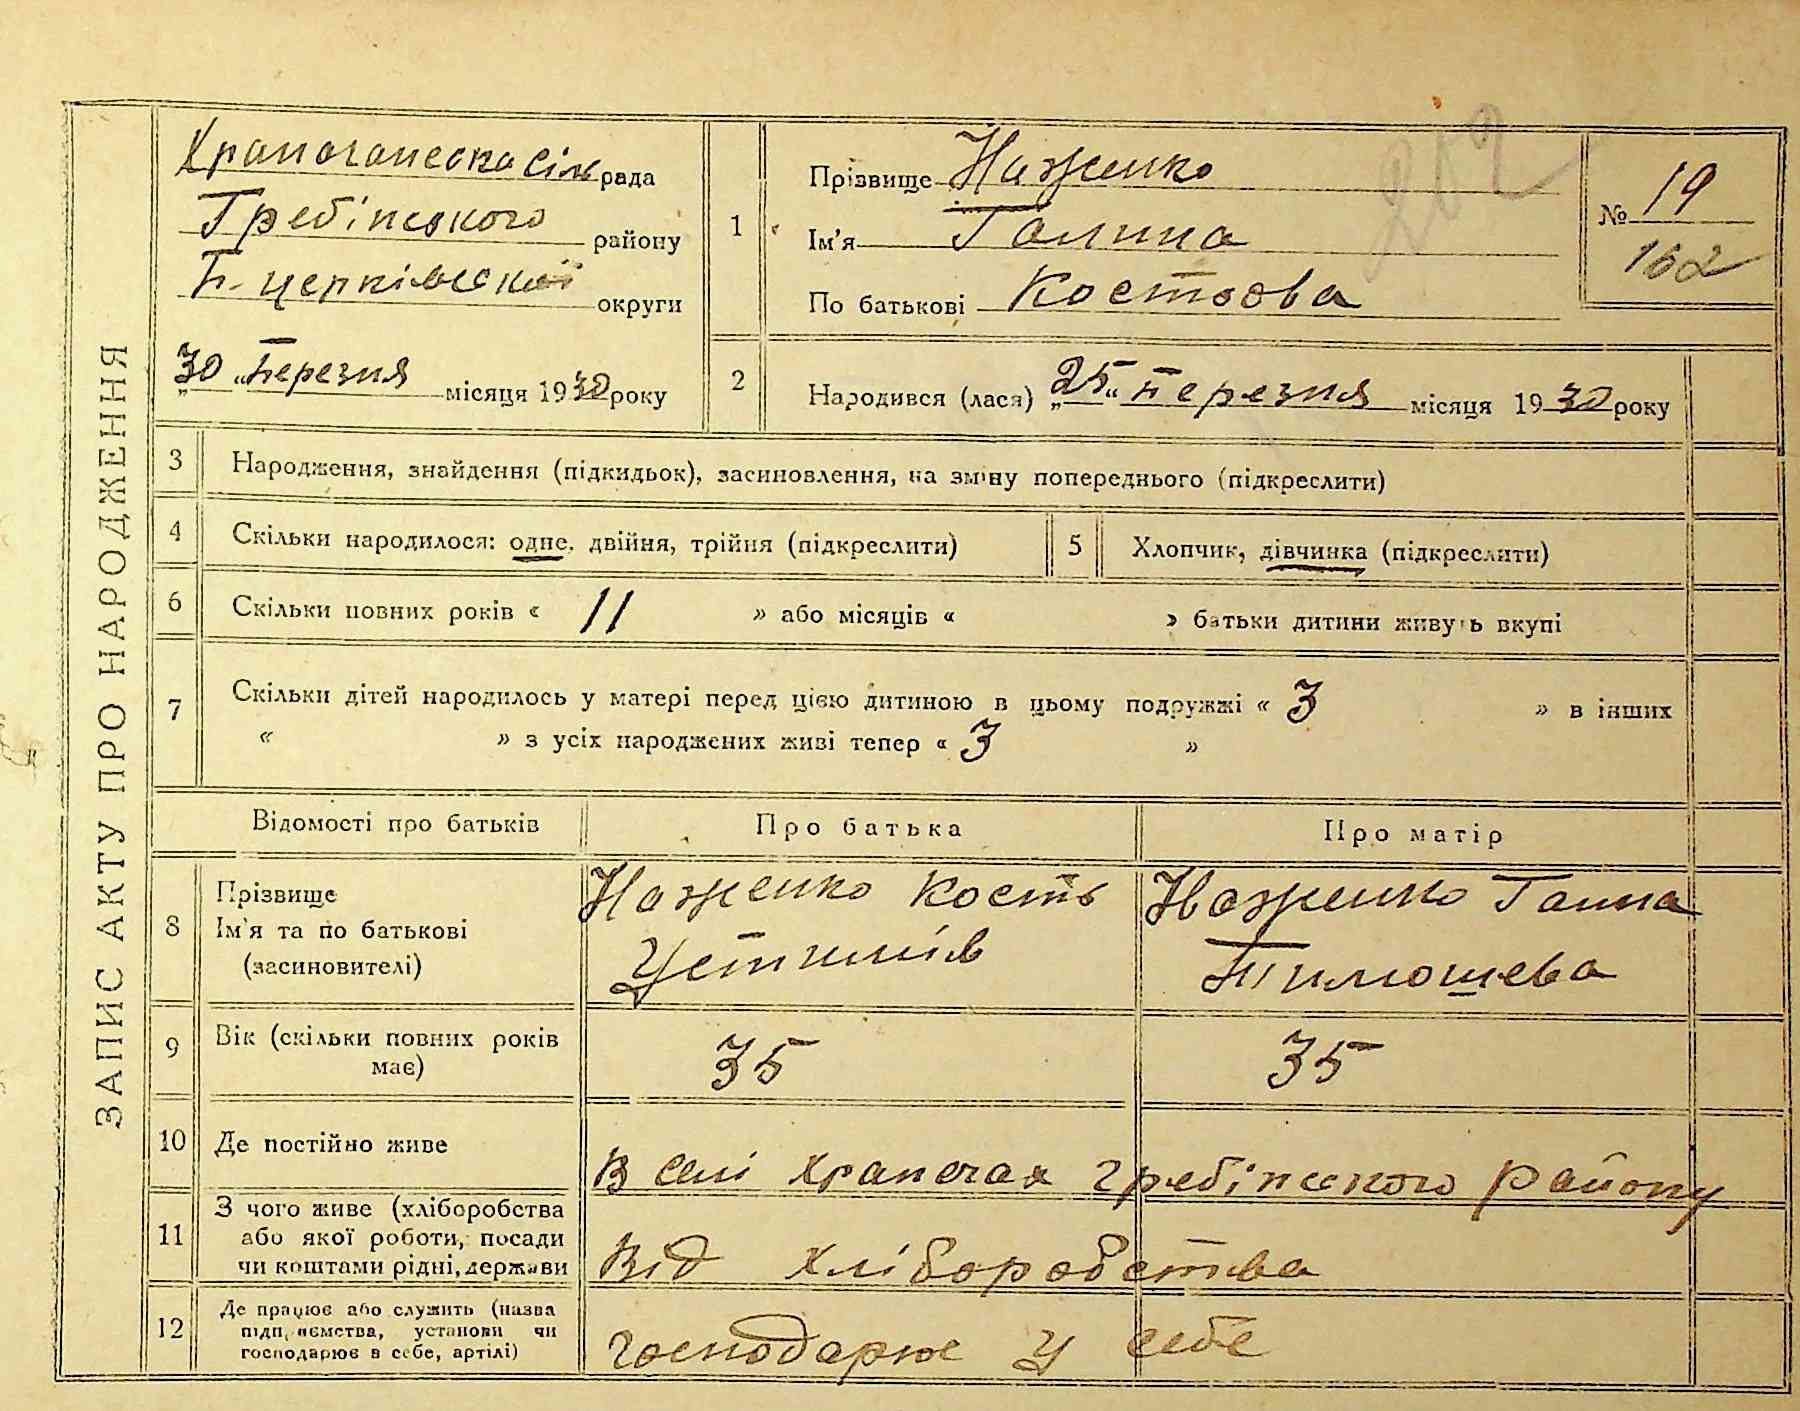 ЗАПИС АКТУ ПРО НАРОДЖЕННЯ
рада
Гребінського району
Б-церківської округи
„30“ Березня місяця 1930 року
1 Прізвище Наженко
Ім'я Галина
По батькові Костьова
№ 19
162
202
2 Народився (лася) „25“ Березня місяця 1930 року
3 Народження, знайдення (підкидьок), засиновлення, на зміну попереднього (підкреслити)
4 Скільки народилося: одне, двійня, трійня (підкреслити) 5 Хлопчик, дівчинка (підкреслити)
6 Скільки повних років « 11 » або місяців « » батьки дитини живуть вкупі
7 Скільки дітей народилось у матері перед цією дитиною в цьому подружжі « 3 » в інших
« » з усіх народжених живі тепер « 3 »
Відомості про батьків Про батька Про матір
8 Прізвище Ім'я та по батькові (засиновителі) Наженко Кость Устимів Наженко Ганна Тимошева
9 Вік (скільки повних років має) 35 35
10 Де постійно живе В селі Храпачах Гребінського району
11 З чого живе (хліборобства або якої роботи, посади чи коштами рідні, держави Від хліборобства
12 Де працює або служить (назва підприємства, установи чи господарює в себе, артілі) господарює у себе